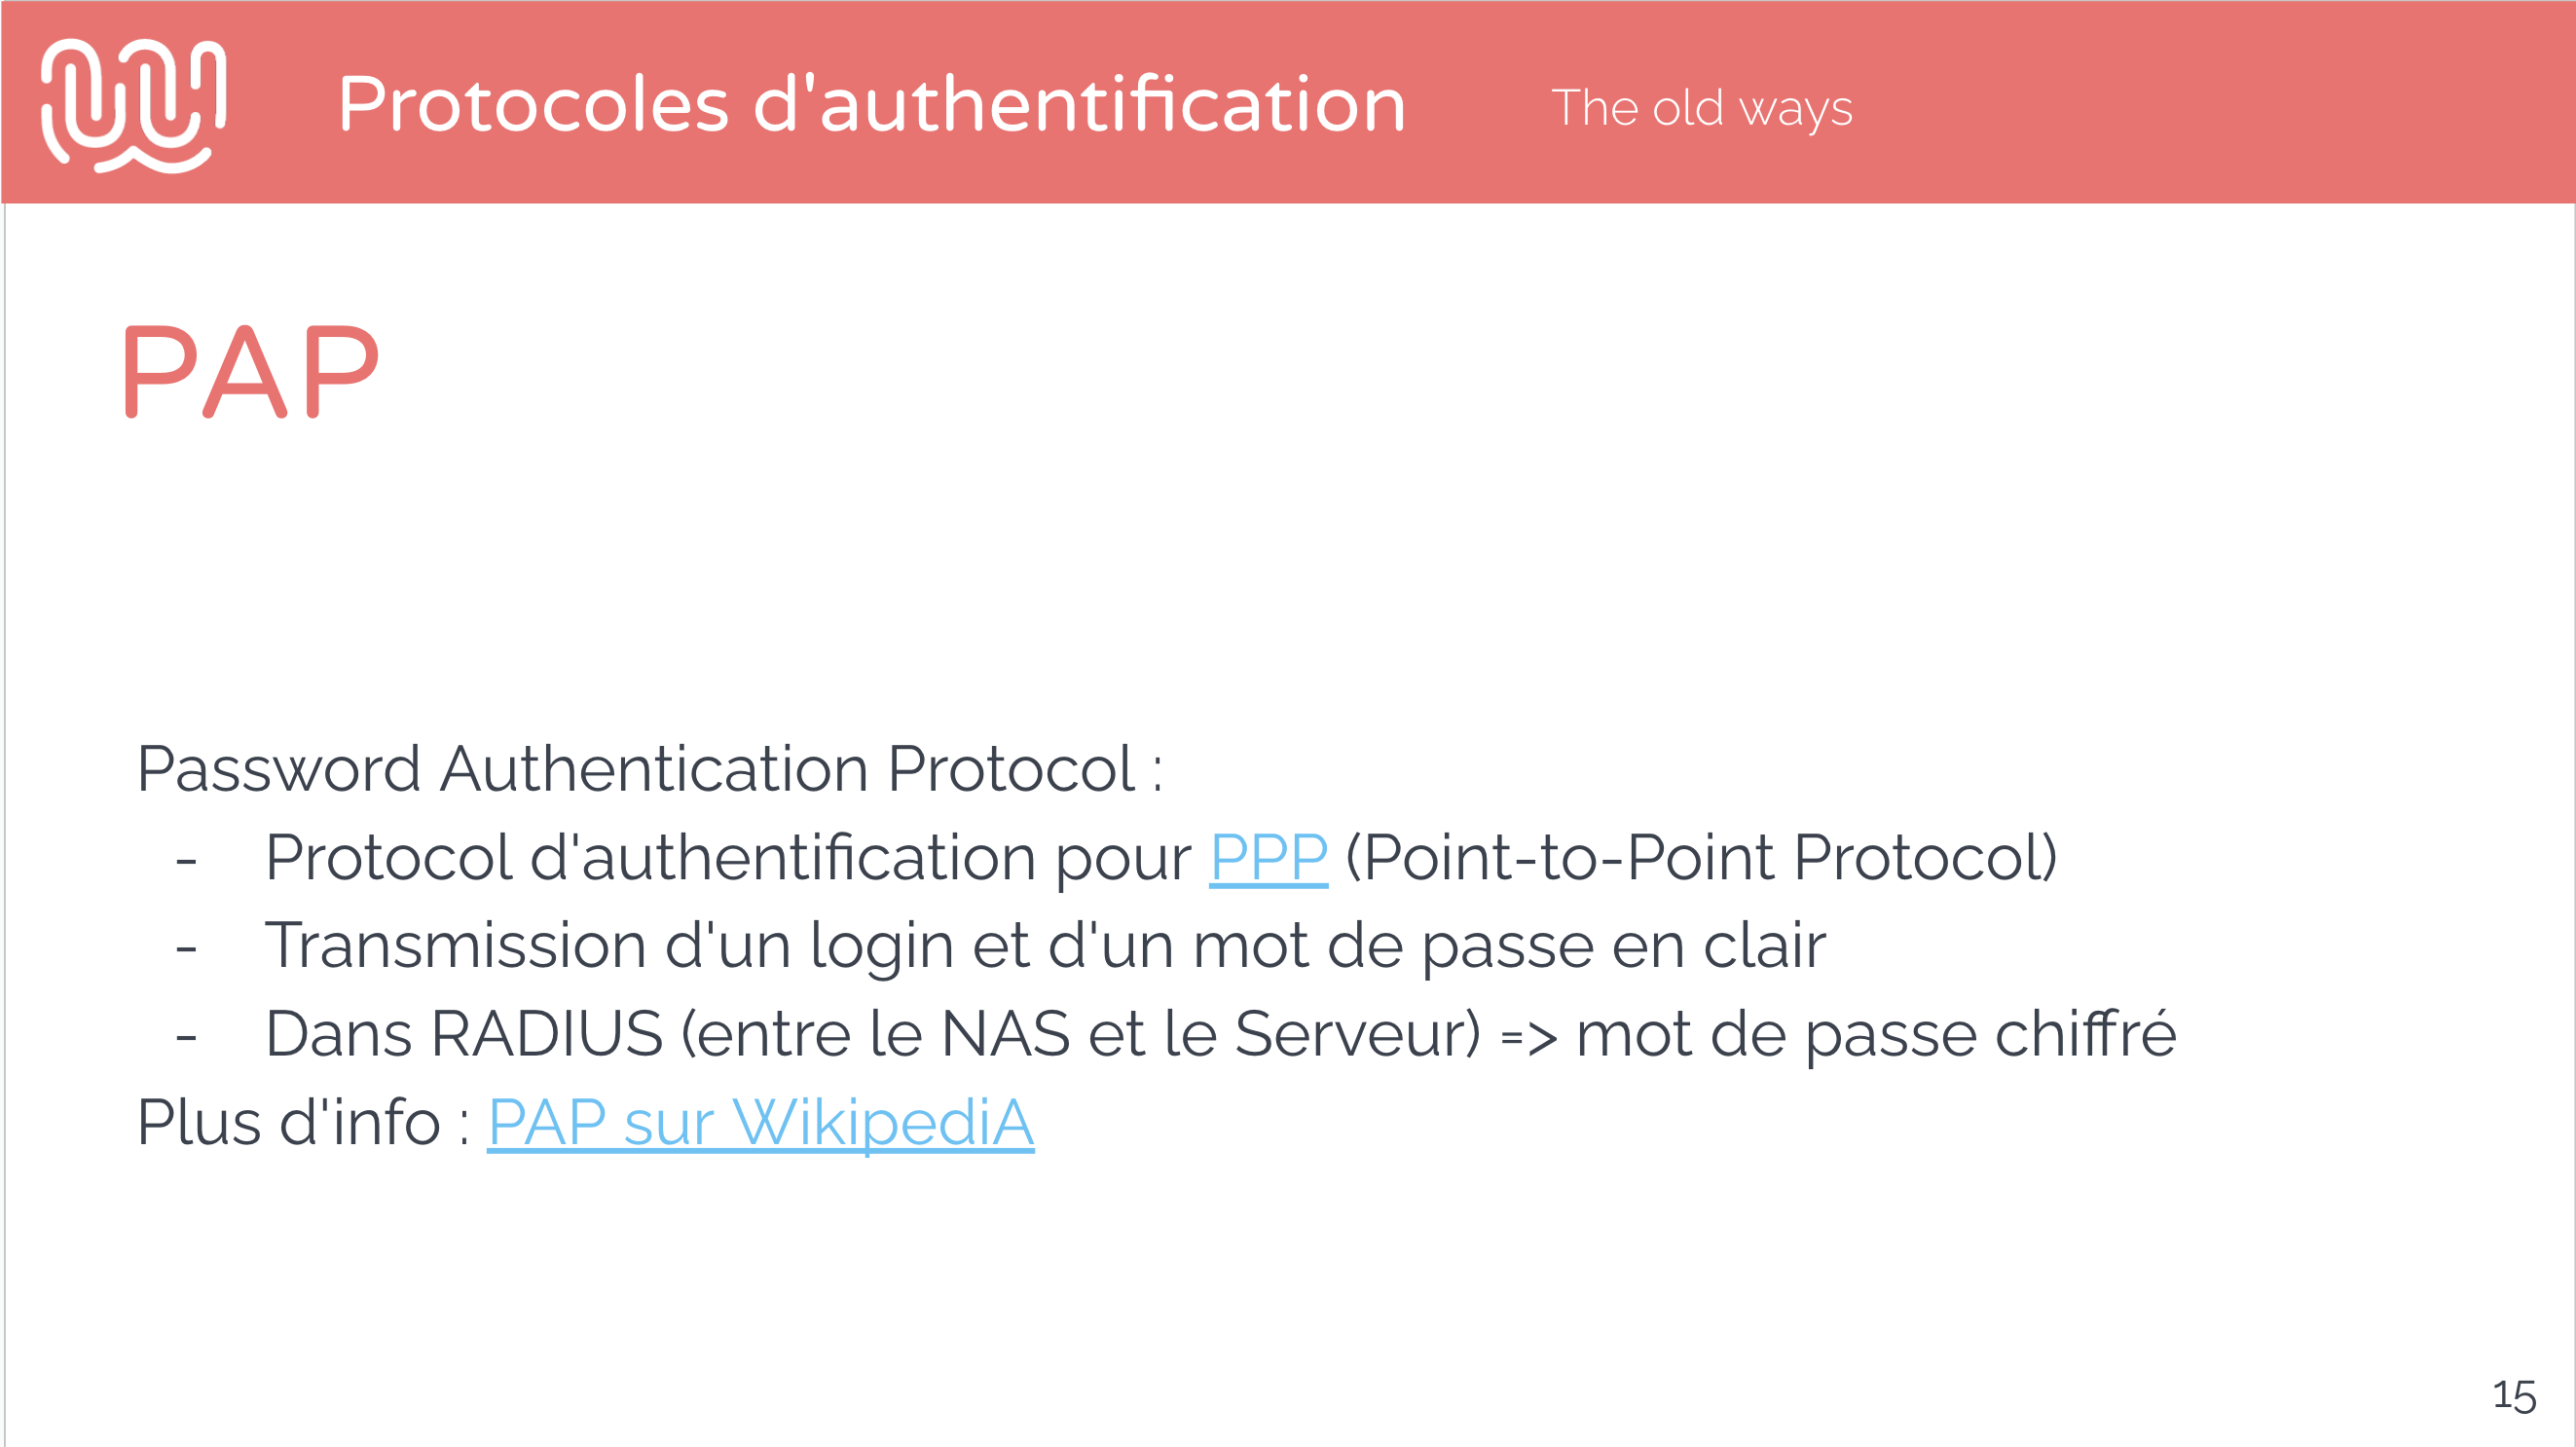 Protocoles d'authentification
The old ways
PAP
Password Authentication Protocol :
- Protocol d'authentification pour PPP (Point-to-Point Protocol)
- Transmission d'un login et d'un mot de passe en clair
- Dans RADIUS (entre le NAS et le Serveur) => mot de passe chiffré
Plus d'info : PAP sur WikipediA
15